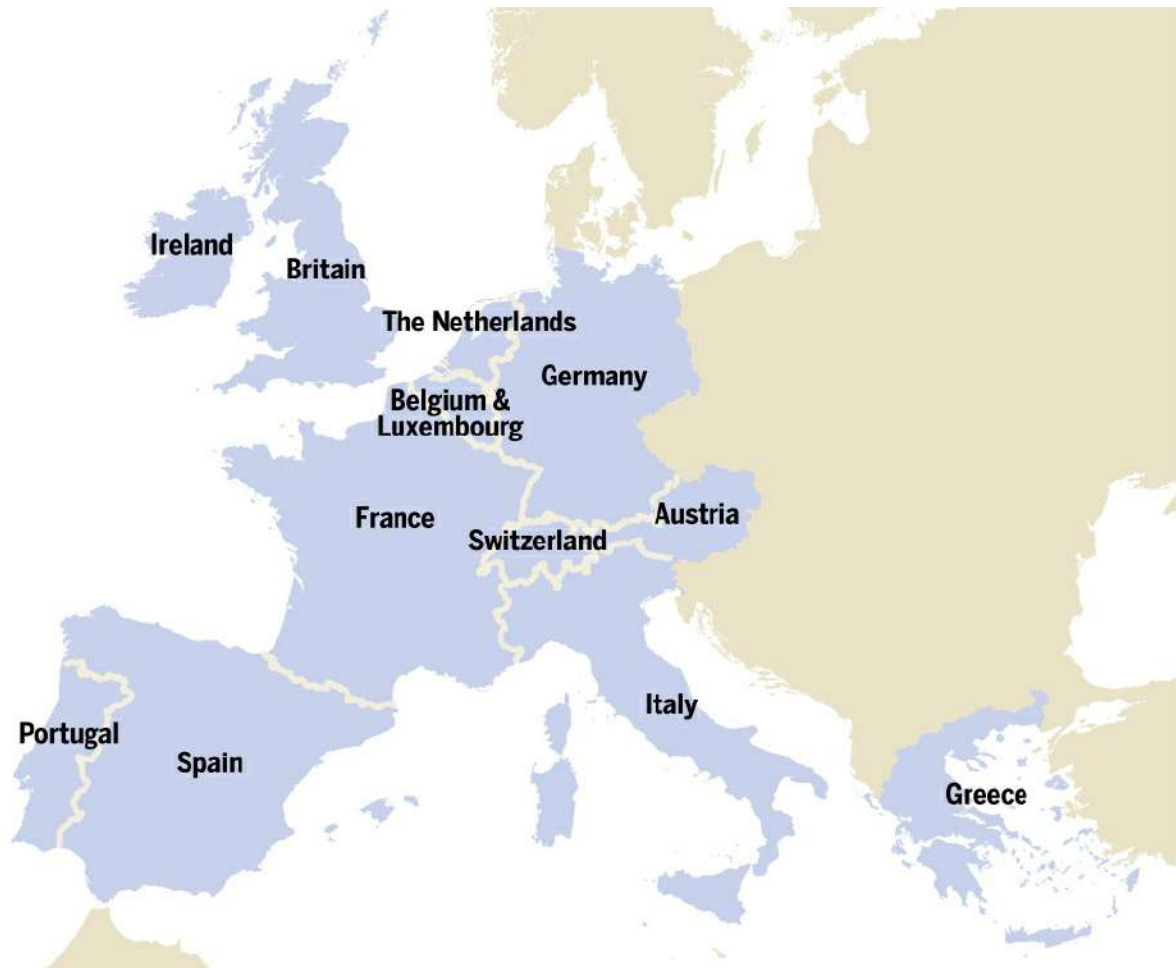 Ireland
Britain
The Netherlands
Germany
Belgium &
Luxembourg
France
Austria
Switzerland
Italy
Portugal
Spain
Greece